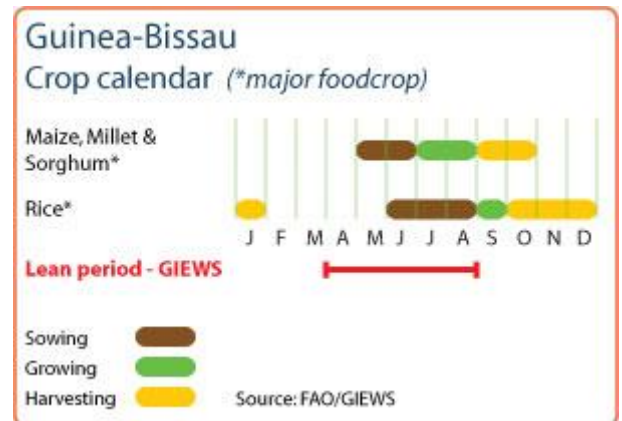 Guinea-Bissau
Crop calendar (*major foodcrop)
Maize, Millet &
Sorghum*
Rice*
J F M A M J J A S O N D
Lean period - GIEWS
Sowing
Growing
Harvesting
Source: FAO/GIEWS